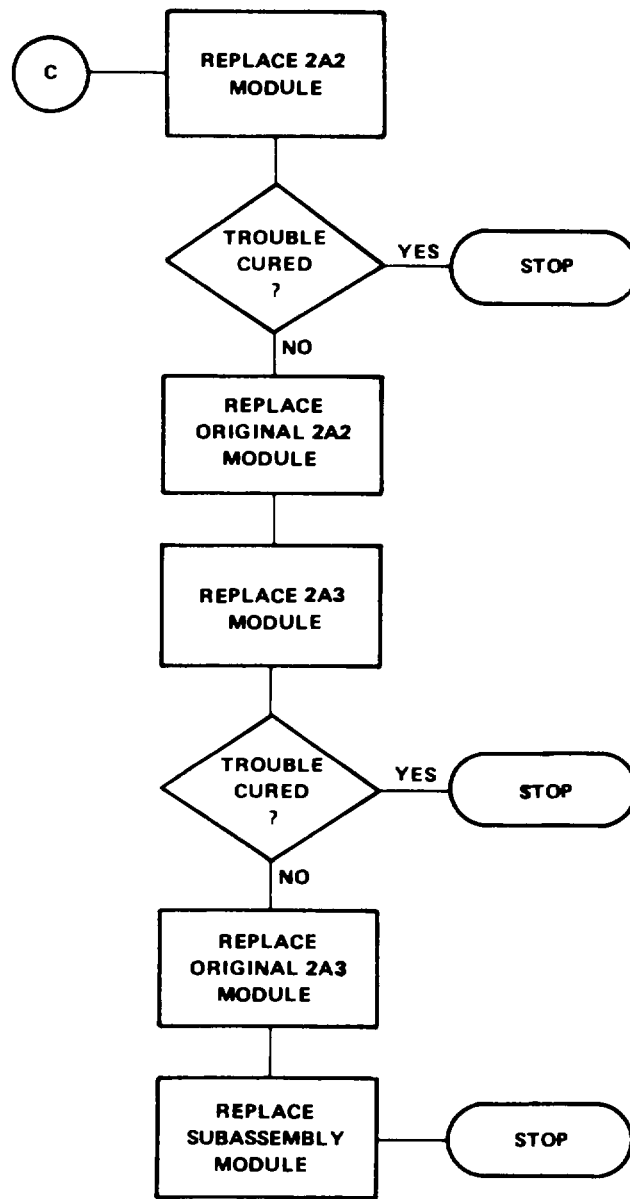 C
REPLACE 2A2
MODULE
TROUBLE
CURED
?
YES
STOP
NO
REPLACE
ORIGINAL 2A2
MODULE
REPLACE 2A3
MODULE
TROUBLE
CURED
?
YES
STOP
NO
REPLACE
ORIGINAL 2A3
MODULE
REPLACE
SUBASSEMBLY
MODULE
STOP